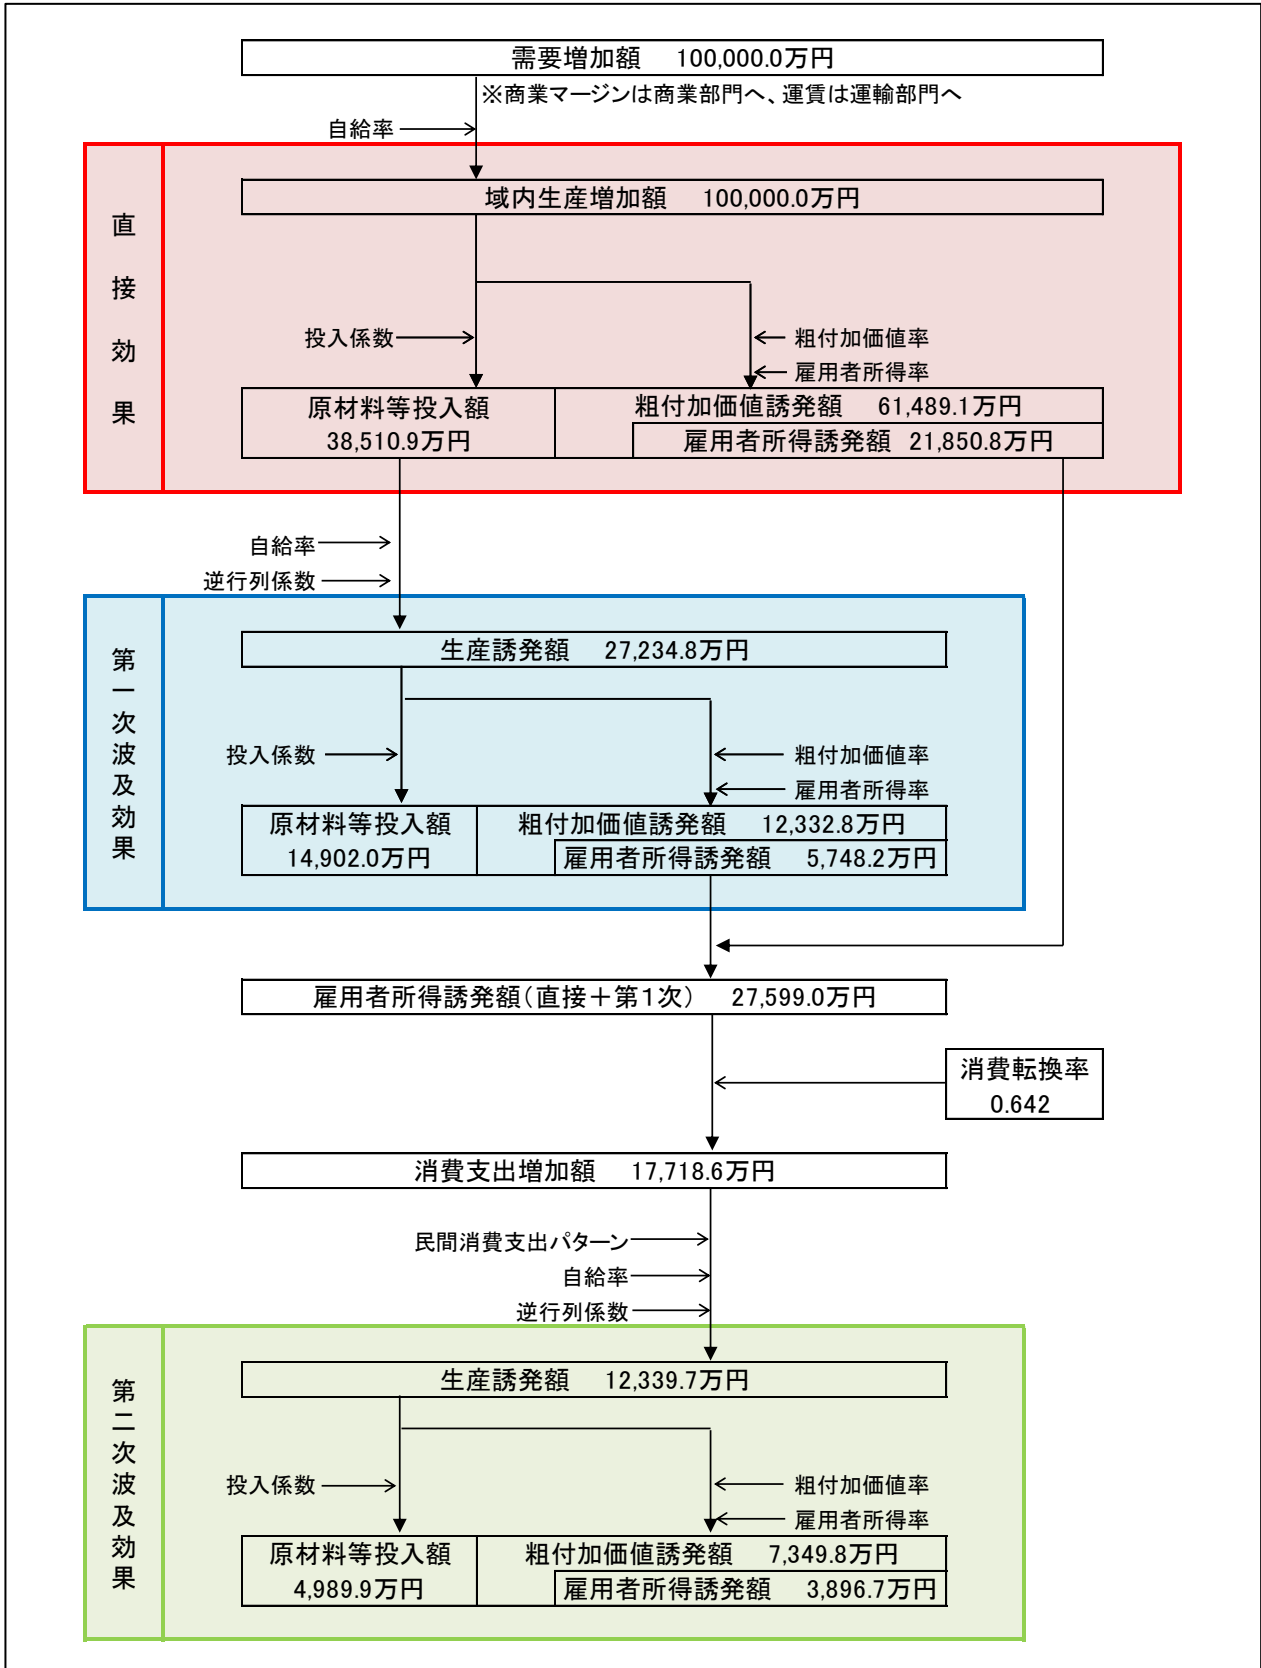 需要増加額　100,000.0万円
※商業マージンは商業部門へ、運賃は運輸部門へ
自給率
直接効果
域内生産増加額　100,000.0万円
投入係数
粗付加価値率
雇用者所得率
原材料等投入額
38,510.9万円
粗付加価値誘発額　61,489.1万円
雇用者所得誘発額　21,850.8万円
自給率
逆行列係数
第一次波及効果
生産誘発額　27,234.8万円
投入係数
粗付加価値率
雇用者所得率
原材料等投入額
14,902.0万円
粗付加価値誘発額　12,332.8万円
雇用者所得誘発額　5,748.2万円
雇用者所得誘発額（直接＋第１次）　27,599.0万円
消費転換率
0.642
消費支出増加額　17,718.6万円
民間消費支出パターン
自給率
逆行列係数
第二次波及効果
生産誘発額　12,339.7万円
投入係数
粗付加価値率
雇用者所得率
原材料等投入額
4,989.9万円
粗付加価値誘発額　7,349.8万円
雇用者所得誘発額　3,896.7万円